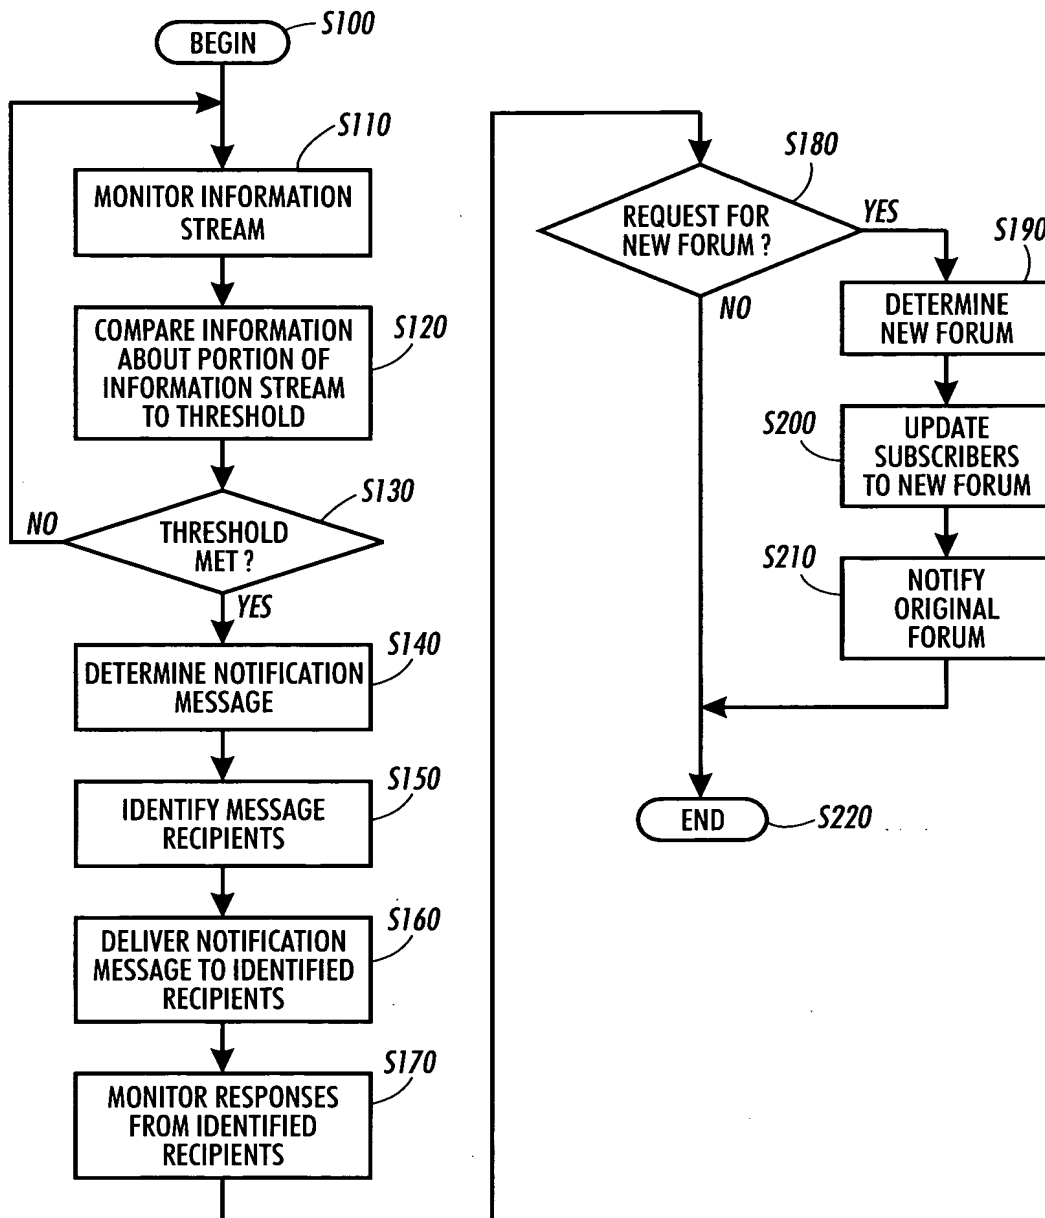 BEGIN
S100
S110
MONITOR INFORMATION
STREAM
S120
COMPARE INFORMATION
ABOUT PORTION OF
INFORMATION STREAM
TO THRESHOLD
S130
NO
THRESHOLD
MET ?
YES
S140
DETERMINE NOTIFICATION
MESSAGE
S150
IDENTIFY MESSAGE
RECIPIENTS
S160
DELIVER NOTIFICATION
MESSAGE TO IDENTIFIED
RECIPIENTS
S170
MONITOR RESPONSES
FROM IDENTIFIED
RECIPIENTS
S180
REQUEST FOR
NEW FORUM ?
YES
NO
S190
DETERMINE
NEW FORUM
S200
UPDATE
SUBSCRIBERS
TO NEW FORUM
S210
NOTIFY
ORIGINAL
FORUM
END
S220